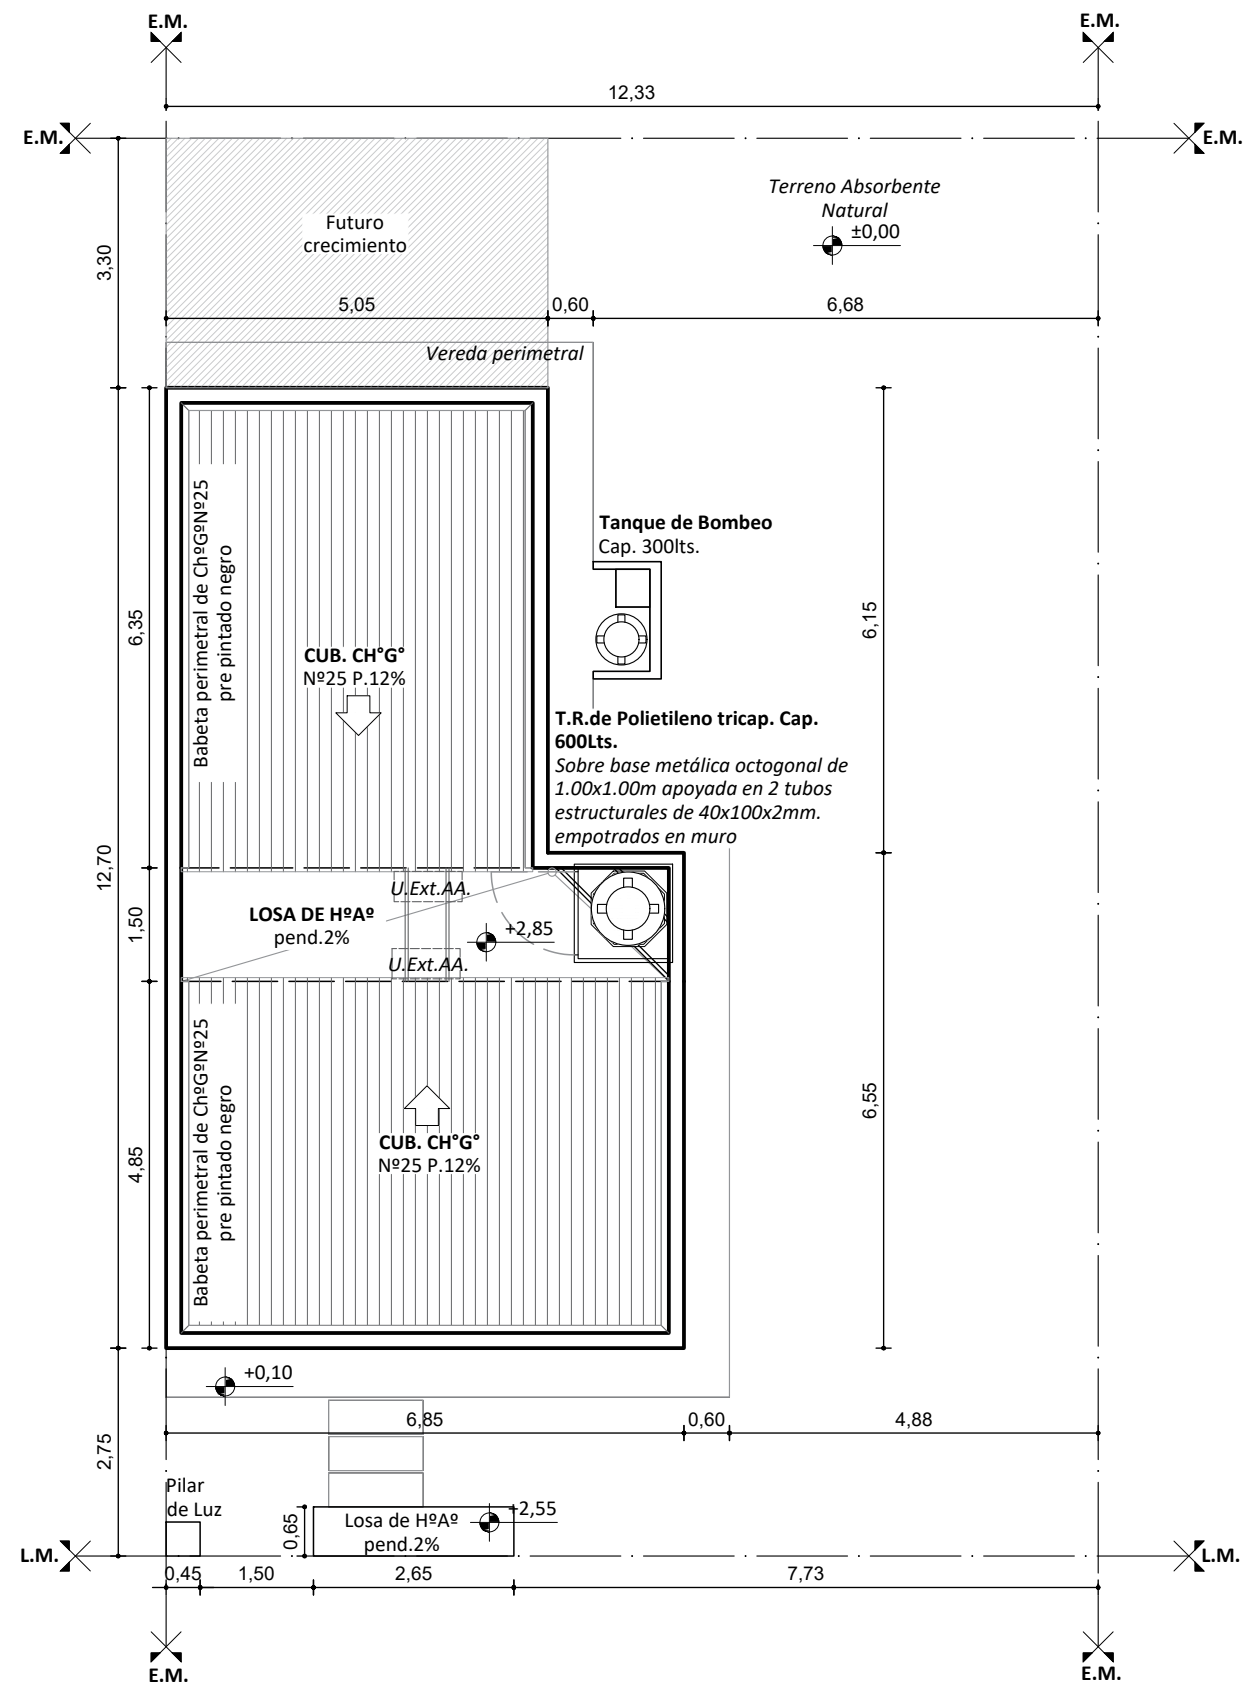 E.M.
E.M.
12,33
E.M.
E.M.
Terreno Absorbente
Natural
±0,00
Futuro
crecimiento
3,30
5,05
0,60
6,68
Vereda perimetral
Babeta perimetral de ChºGºNº25
pre pintado negro
Tanque de Bombeo
Cap. 300lts.
6,35
6,15
CUB. CH°G°
Nº25 P.12%
T.R.de Polietileno tricap. Cap.
600Lts.
Sobre base metálica octogonal de
1.00x1.00m apoyada en 2 tubos
estructurales de 40x100x2mm.
empotrados en muro
12,70
1,50
U.Ext.AA.
LOSA DE HºAº
pend.2%
+2,85
U.Ext.AA.
Babeta perimetral de ChºGºNº25
pre pintado negro
4,85
6,55
CUB. CH°G°
Nº25 P.12%
+0,10
6,85
0,60
4,88
2,75
Pilar
de Luz
0,65
Losa de HºAº
pend.2%
+2,55
L.M.
L.M.
0,45
1,50
2,65
7,73
E.M.
E.M.